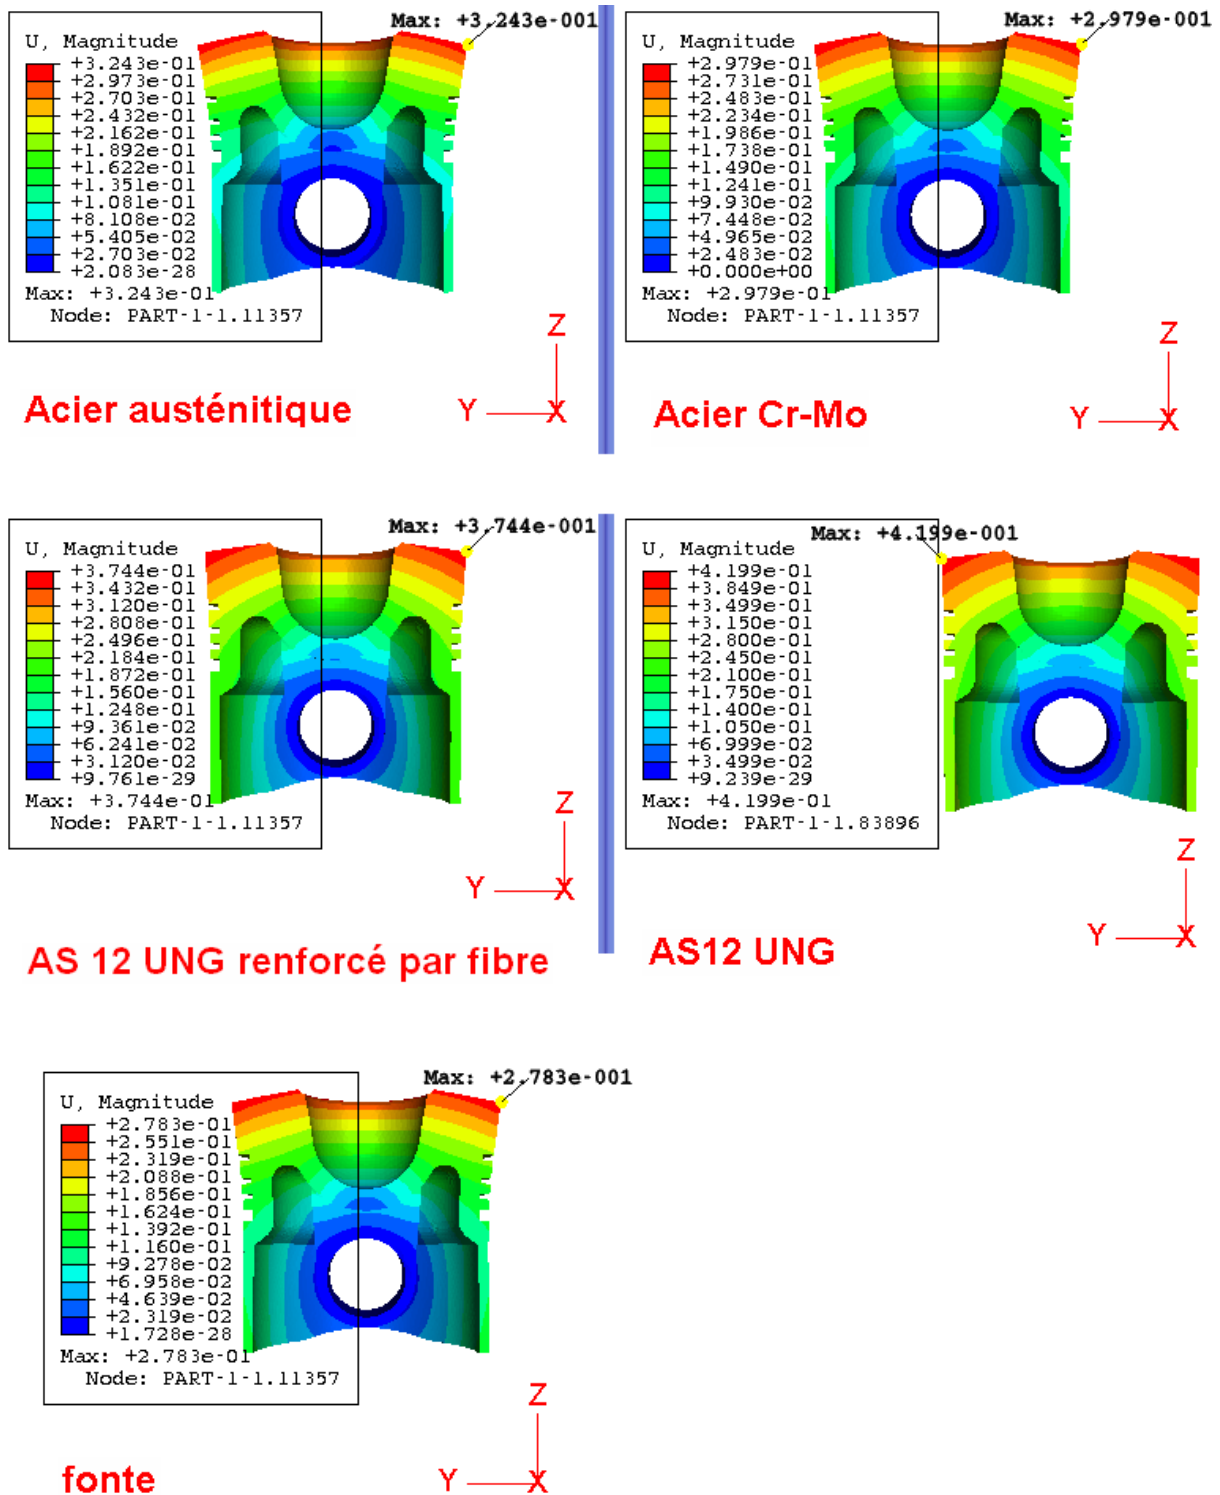 Max: +3.243e-001
U, Magnitude
+3.243e-01
+2.973e-01
+2.703e-01
+2.432e-01
+2.162e-01
+1.892e-01
+1.622e-01
+1.351e-01
+1.081e-01
+8.108e-02
+5.405e-02
+2.703e-02
+2.083e-28
Max: +3.243e-01
Node: PART-1-1.11357
Z
Y X
Acier austénitique
Max: +2.979e-001
U, Magnitude
+2.979e-01
+2.731e-01
+2.483e-01
+2.234e-01
+1.986e-01
+1.738e-01
+1.490e-01
+1.241e-01
+9.930e-02
+7.448e-02
+4.965e-02
+2.483e-02
+0.000e+00
Max: +2.979e-01
Node: PART-1-1.11357
Z
Y X
Acier Cr-Mo
Max: +3.744e-001
U, Magnitude
+3.744e-01
+3.432e-01
+3.120e-01
+2.808e-01
+2.496e-01
+2.184e-01
+1.872e-01
+1.560e-01
+1.248e-01
+9.361e-02
+6.241e-02
+3.120e-02
+9.761e-29
Max: +3.744e-01
Node: PART-1-1.11357
Z
Y X
AS 12 UNG renforcé par fibre
Max: +4.199e-001
U, Magnitude
+4.199e-01
+3.849e-01
+3.499e-01
+3.150e-01
+2.800e-01
+2.450e-01
+2.100e-01
+1.750e-01
+1.400e-01
+1.050e-01
+6.999e-02
+3.499e-02
+9.239e-29
Max: +4.199e-01
Node: PART-1-1.83896
Z
Y X
AS12 UNG
Max: +2.783e-001
U, Magnitude
+2.783e-01
+2.551e-01
+2.319e-01
+2.088e-01
+1.856e-01
+1.624e-01
+1.392e-01
+1.160e-01
+9.278e-02
+6.958e-02
+4.639e-02
+2.319e-02
+1.728e-28
Max: +2.783e-01
Node: PART-1-1.11357
Z
Y X
fonte